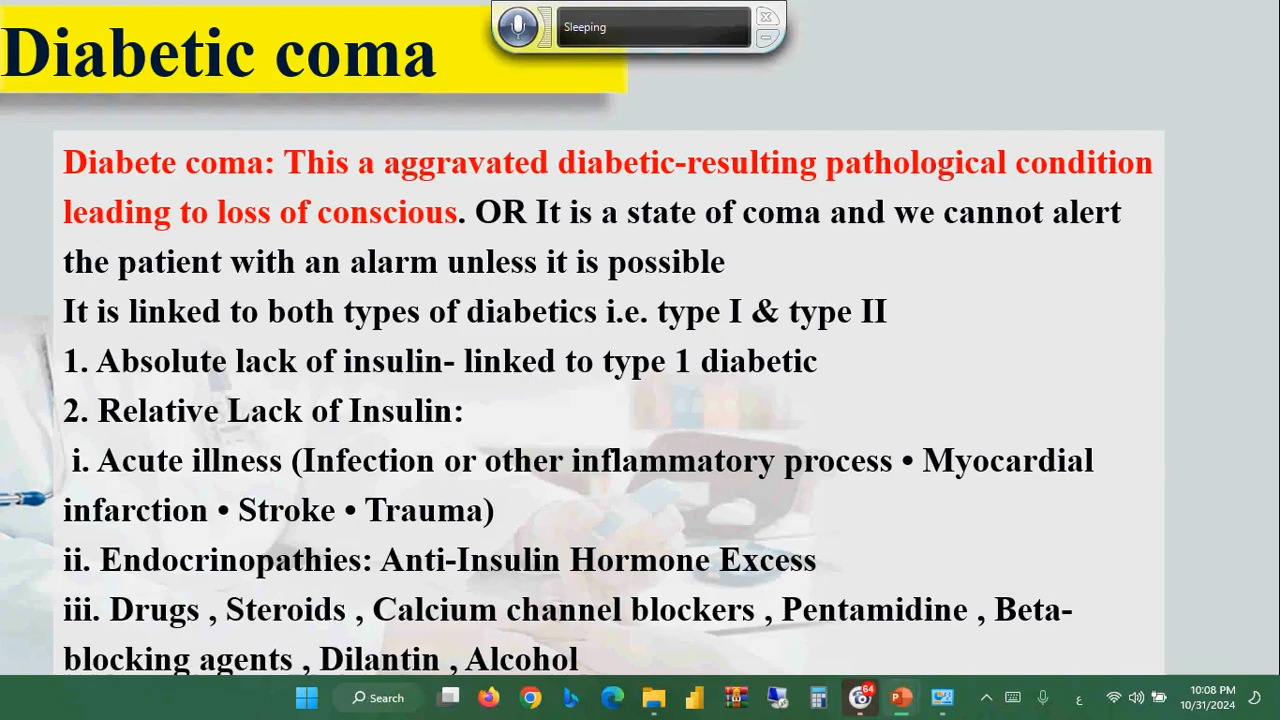 Sleeping
Diabetic coma
Diabete coma: This a aggravated diabetic-resulting pathological condition
leading to loss of conscious. OR It is a state of coma and we cannot alert
the patient with an alarm unless it is possible
It is linked to both types of diabetics i.e. type I & type II
1. Absolute lack of insulin- linked to type 1 diabetic
2. Relative Lack of Insulin:
i. Acute illness (Infection or other inflammatory process • Myocardial
infarction • Stroke • Trauma)
ii. Endocrinopathies: Anti-Insulin Hormone Excess
iii. Drugs , Steroids , Calcium channel blockers , Pentamidine , Beta-
blocking agents , Dilantin , Alcohol
Search
64
ع
10:08 PM
10/31/2024